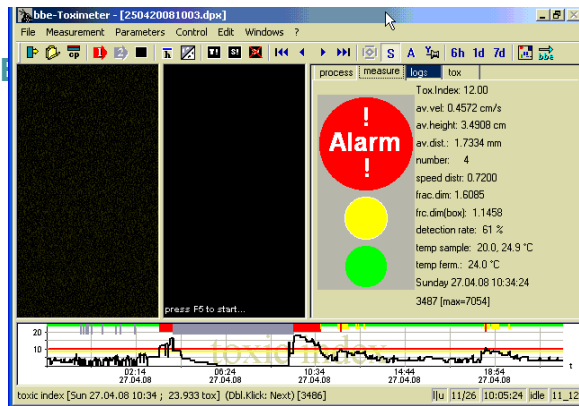 bbe-Toximeter - [250420081003.dpx]
File Measurement Parameters Control Edit Windows ?
S A 6h 1d 7d bbe
process measure logs tox
Tox.Index: 12.00
av.vel: 0.4572 cm/s
av.height: 3.4908 cm
av.dist.: 1.7334 mm
number: 4
speed distr: 0.7200
frac.dim: 1.6085
frc.dim(box): 1.1458
detection rate: 61 %
temp sample: 20.0, 24.9 °C
temp ferm.: 24.0 °C
Sunday 27.04.08 10:34:24
3487 [max=7054]
!
Alarm
!
press F5 to start...
20
10
toxic index
02:14 06:24 10:34 14:44 18:54 t
27.04.08 27.04.08 27.04.08 27.04.08 27.04.08
toxic index [Sun 27.04.08 10:34 ; 23.933 tox] (Dbl.Klick: Next) [3486] 11/26 10:05:24 idle 11_12